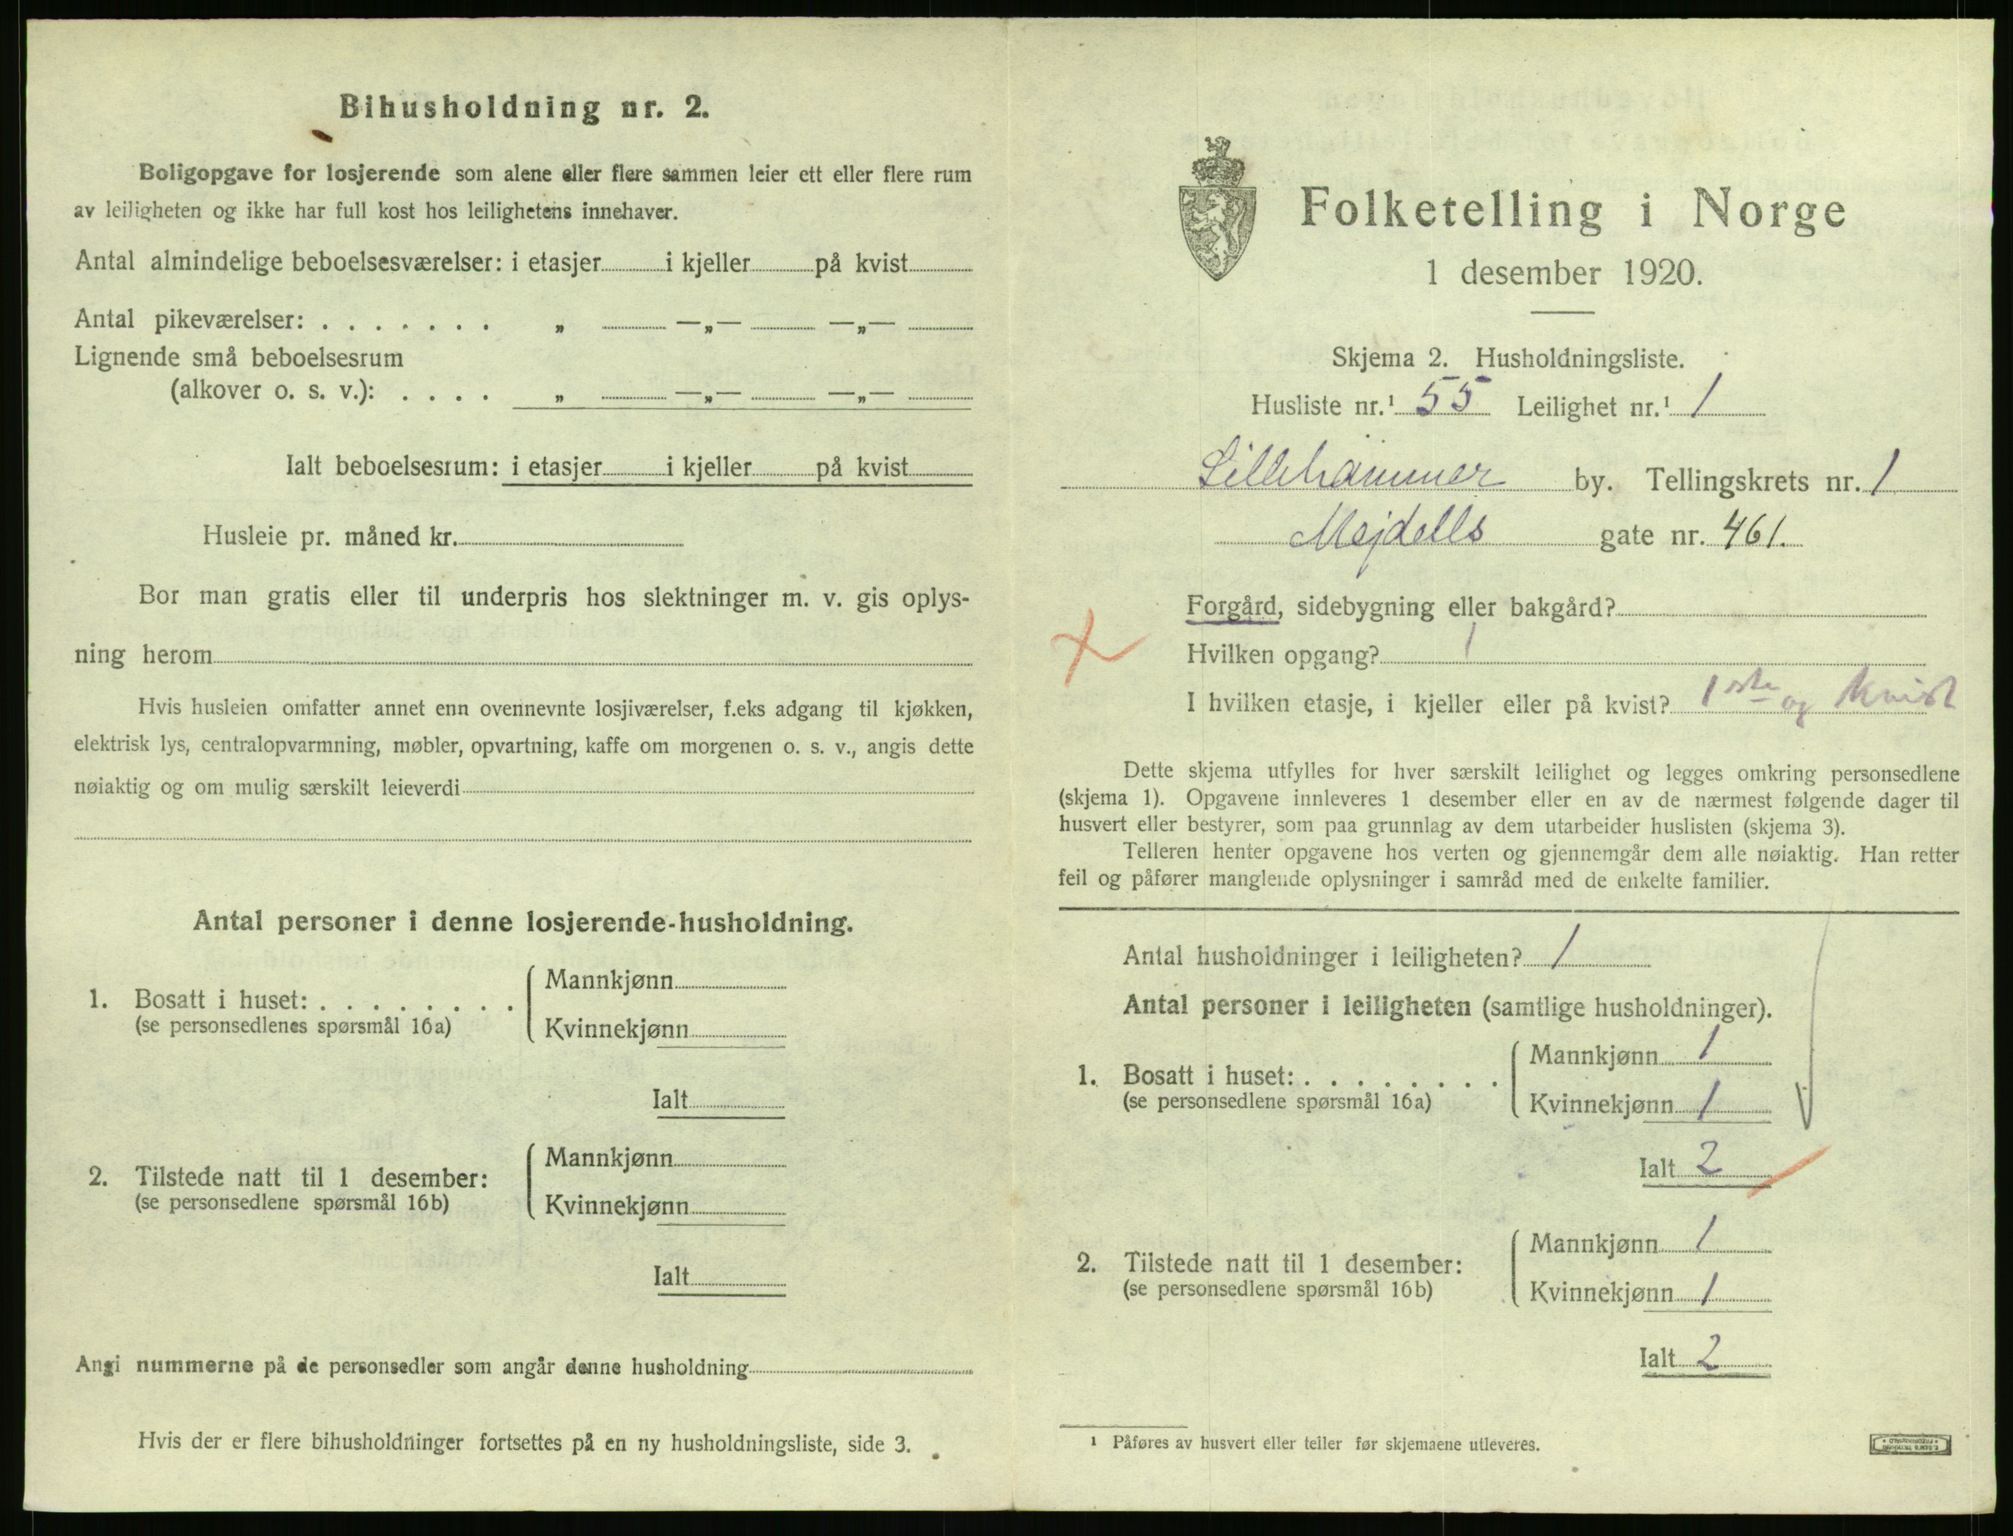 Bihusholdning nr. 2.
Boligopgave for losjerende som alene eller flere sammen leier ett eller flere rum
av leiligheten og ikke har full kost hos leilighetens innehaver.
Antal almindelige beboelsesværelser: i etasjer i kjeller på kvist
Antal pikeværelser: . . . . . . . „ —„— —„—
Lignende små beboelsesrum
(alkover o. s. v.): . . . . „ —„— —„—
Ialt beboelsesrum: i etasjer i kjeller på kvist
Husleie pr. måned kr.
Bor man gratis eller til underpris hos slektninger m. v. gis oplys-
ning herom
Hvis husleien omfatter annet enn ovennevnte losjiværelser, f.eks adgang til kjøkken,
elektrisk lys, centralopvarmning, møbler, opvartning, kaffe om morgenen o. s. v., angis dette
nøiaktig og om mulig særskilt leieverdi
Antal personer i denne losjerende-husholdning.
1. Bosatt i huset: . . . . . . . . Mannkjønn
(se personsedlenes spørsmål 16a) Kvinnekjønn
Ialt
2. Tilstede natt til 1 desember: Mannkjønn
(se personsedlene spørsmål 16b) Kvinnekjønn
Ialt
Angi nummerne på de personsedler som angår denne husholdning
Hvis der er flere bihusholdninger fortsettes på en ny husholdningsliste, side 3.
Folketelling i Norge
1 desember 1920.
Skjema 2. Husholdningsliste.
Husliste nr.¹ 55 Leilighet nr.¹ 1
Lillehammer by. Tellingskrets nr. 1
Mejdells gate nr. 461.
Forgård, sidebygning eller bakgård?
Hvilken opgang? 1
I hvilken etasje, i kjeller eller på kvist? 1ste og kvist
Dette skjema utfylles for hver særskilt leilighet og legges omkring personsedlene
(skjema 1). Opgavene innleveres 1 desember eller en av de nærmest følgende dager til
husvert eller bestyrer, som paa grunnlag av dem utarbeider huslisten (skjema 3).
Telleren henter opgavene hos verten og gjennemgår dem alle nøiaktig. Han retter
feil og påfører manglende oplysninger i samråd med de enkelte familier.
Antal husholdninger i leiligheten? 1
Antal personer i leiligheten (samtlige husholdninger).
1. Bosatt i huset: . . . . . . . . Mannkjønn 1
(se personsedlene spørsmål 16a) Kvinnekjønn 1
Ialt 2
2. Tilstede natt til 1 desember: Mannkjønn 1
(se personsedlene spørsmål 16b) Kvinnekjønn 1
Ialt 2
¹ Påføres av husvert eller teller før skjemaene utleveres.